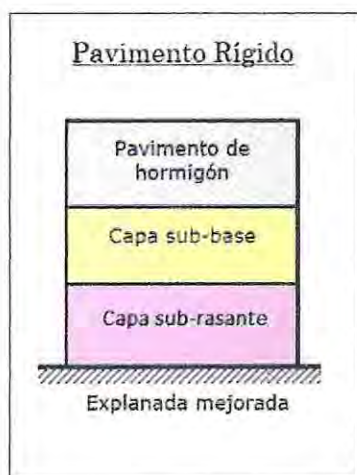 Pavimento Rígido
Pavimento de
hormigón
Capa sub-base
Capa sub-rasante
Explanada mejorada